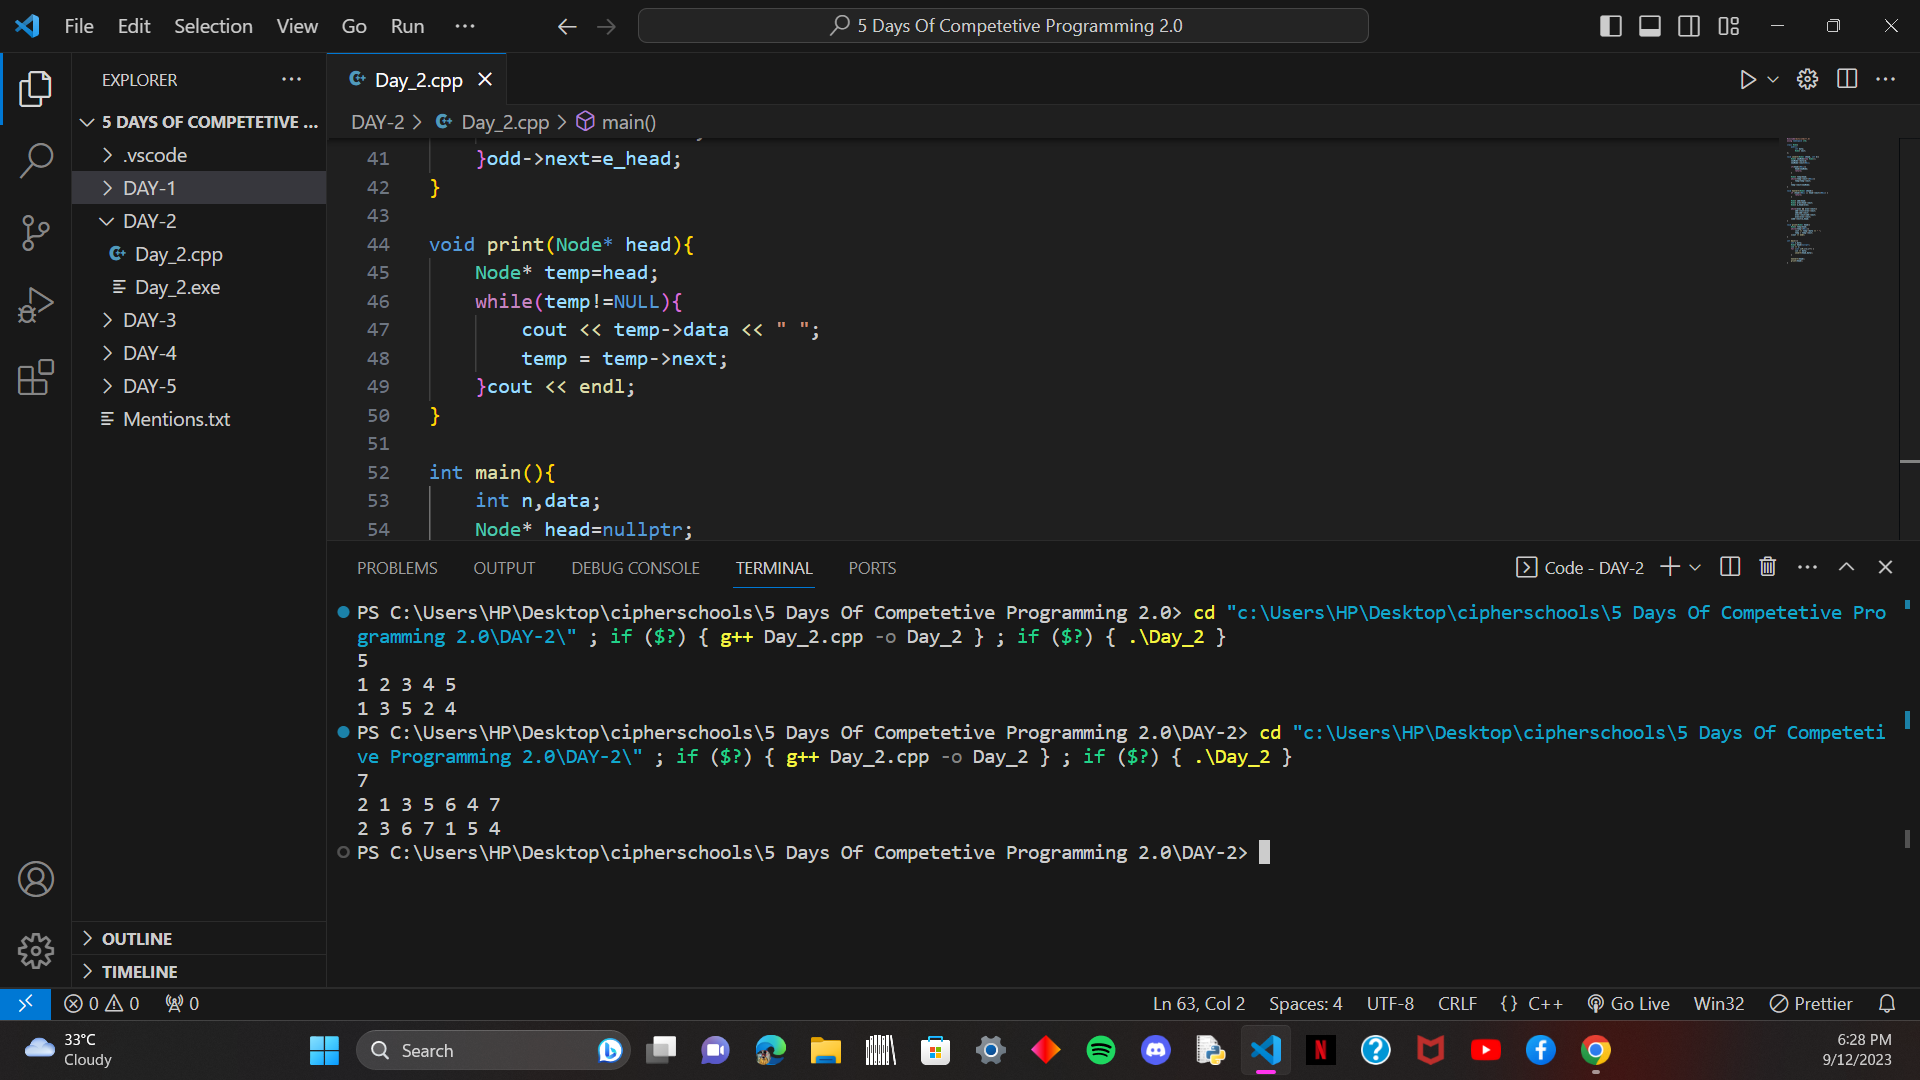 File Edit Selection View Go Run ··· 5 Days Of Competetive Programming 2.0
EXPLORER ···
Day_2.cpp
5 DAYS OF COMPETETIVE ...
DAY-2 > Day_2.cpp > main()
.vscode
DAY-1
DAY-2
Day_2.cpp
Day_2.exe
DAY-3
DAY-4
DAY-5
Mentions.txt
41 }odd->next=e_head;
42 }
43
44 void print(Node* head){
45 Node* temp=head;
46 while(temp!=NULL){
47 cout << temp->data << " ";
48 temp = temp->next;
49 }cout << endl;
50 }
51
52 int main(){
53 int n,data;
54 Node* head=nullptr;
PROBLEMS OUTPUT DEBUG CONSOLE TERMINAL PORTS Code - DAY-2
PS C:\Users\HP\Desktop\cipherschools\5 Days Of Competetive Programming 2.0> cd "c:\Users\HP\Desktop\cipherschools\5 Days Of Competetive Pro
gramming 2.0\DAY-2\" ; if ($?) { g++ Day_2.cpp -o Day_2 } ; if ($?) { .\Day_2 }
5
1 2 3 4 5
1 3 5 2 4
PS C:\Users\HP\Desktop\cipherschools\5 Days Of Competetive Programming 2.0\DAY-2> cd "c:\Users\HP\Desktop\cipherschools\5 Days Of Competeti
ve Programming 2.0\DAY-2\" ; if ($?) { g++ Day_2.cpp -o Day_2 } ; if ($?) { .\Day_2 }
7
2 1 3 5 6 4 7
2 3 6 7 1 5 4
PS C:\Users\HP\Desktop\cipherschools\5 Days Of Competetive Programming 2.0\DAY-2>
OUTLINE
TIMELINE
0 0 0 Ln 63, Col 2 Spaces: 4 UTF-8 CRLF {} C++ Go Live Win32 Prettier
33°C
Cloudy
Search
6:28 PM
9/12/2023